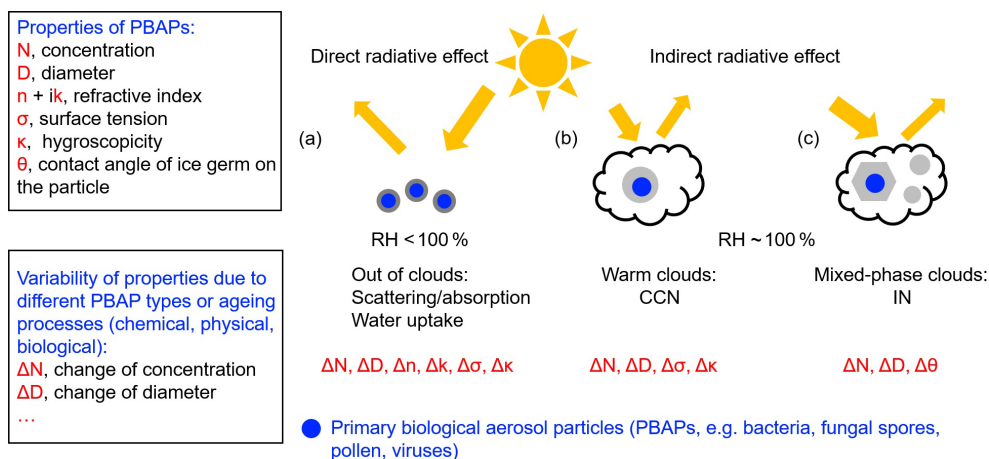 Properties of PBAPs:
N, concentration
D, diameter
n + ik, refractive index
σ, surface tension
κ, hygroscopicity
θ, contact angle of ice germ on
the particle
Variability of properties due to
different PBAP types or ageing
processes (chemical, physical,
biological):
ΔN, change of concentration
ΔD, change of diameter
...
Direct radiative effect
Indirect radiative effect
(a)
(b)
(c)
RH < 100 %
RH ~ 100 %
Out of clouds:
Scattering/absorption
Water uptake
Warm clouds:
CCN
Mixed-phase clouds:
IN
ΔN, ΔD, Δn, Δk, Δσ, Δκ
ΔN, ΔD, Δσ, Δκ
ΔN, ΔD, Δθ
Primary biological aerosol particles (PBAPs, e.g. bacteria, fungal spores,
pollen, viruses)